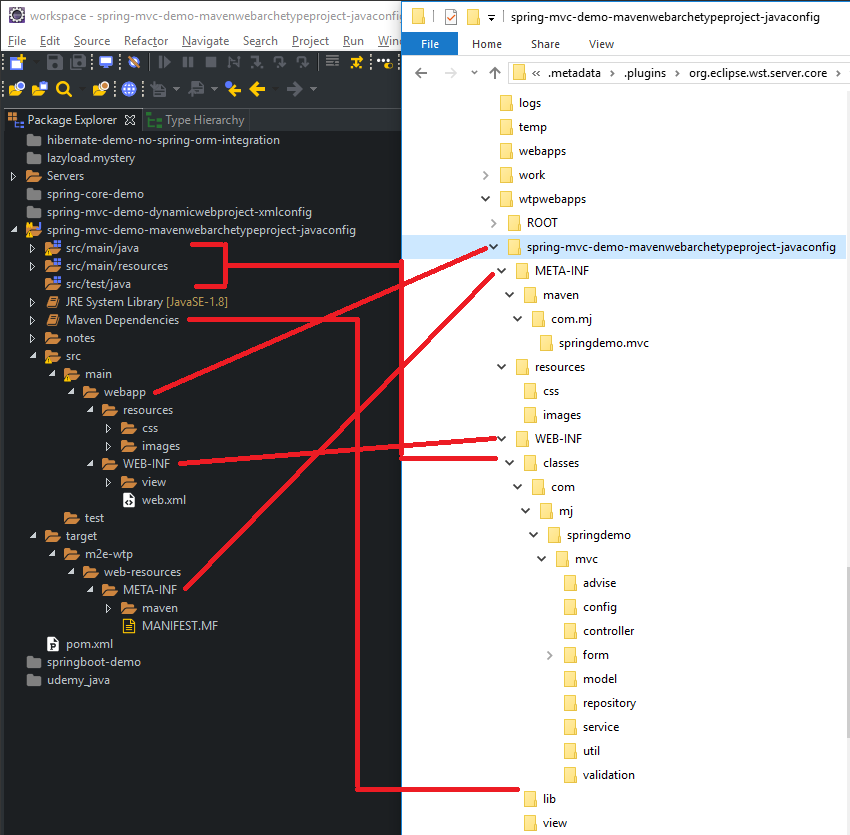 workspace - spring-mvc-demo-mavenwebarchetypeproject-javaconfi
File Edit Source Refactor Navigate Search Project Run Win
Package Explorer
Type Hierarchy
hibernate-demo-no-spring-orm-integration
lazyload.mystery
Servers
spring-core-demo
spring-mvc-demo-dynamicwebproject-xmlconfig
spring-mvc-demo-mavenwebarchetypeproject-javaconfig
src/main/java
src/main/resources
src/test/java
JRE System Library [JavaSE-1.8]
Maven Dependencies
notes
src
main
webapp
resources
css
images
WEB-INF
view
web.xml
test
target
m2e-wtp
web-resources
META-INF
maven
MANIFEST.MF
pom.xml
springboot-demo
udemy_java
spring-mvc-demo-mavenwebarchetypeproject-javaconfig
File Home Share View
« .metadata › .plugins › org.eclipse.wst.server.core ›
logs
temp
webapps
work
wtpwebapps
ROOT
spring-mvc-demo-mavenwebarchetypeproject-javaconfig
META-INF
maven
com.mj
springdemo.mvc
resources
css
images
WEB-INF
classes
com
mj
springdemo
mvc
advise
config
controller
form
model
repository
service
util
validation
lib
view